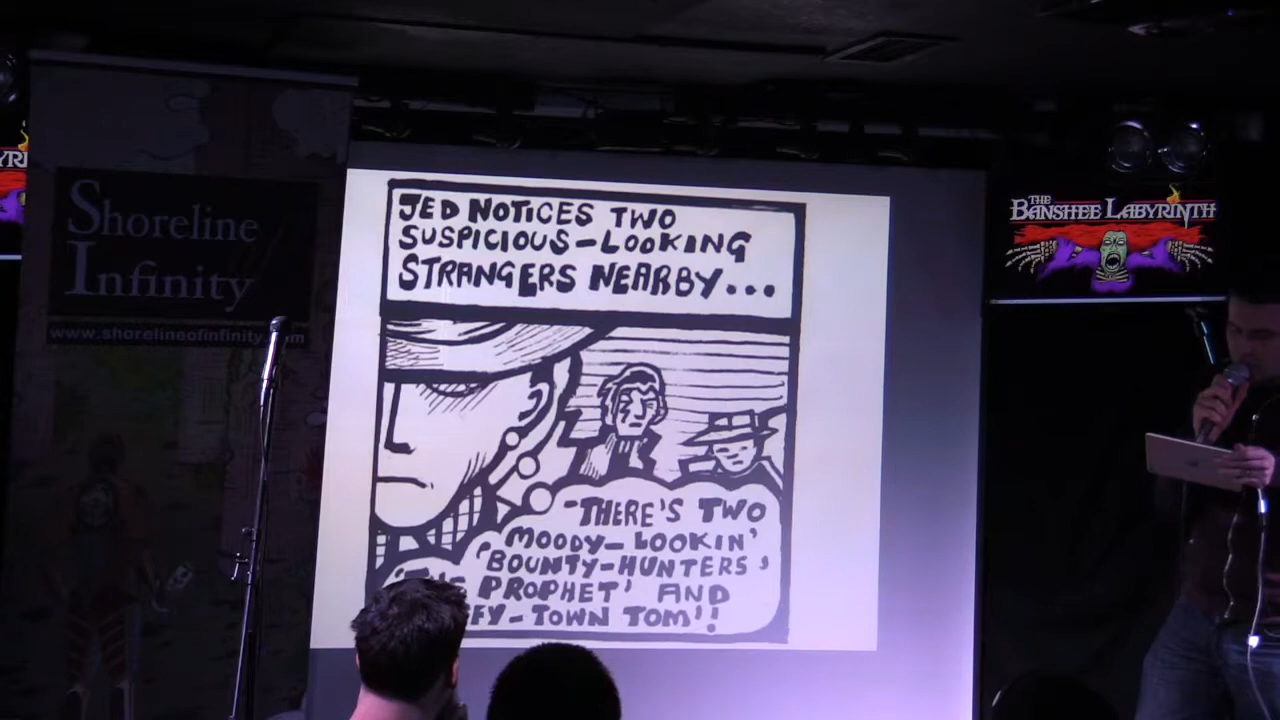 Shoreline
Infinity
JED NOTICES TWO
SUSPICIOUS-LOOKING
STRANGERS NEARBY...
-THERE'S TWO
MOODY-LOOKIN'
'BOUNTY-HUNTERS'
PROPHET' AND
TOWN TOM'!
THE
BANSHEE LABYRINTH